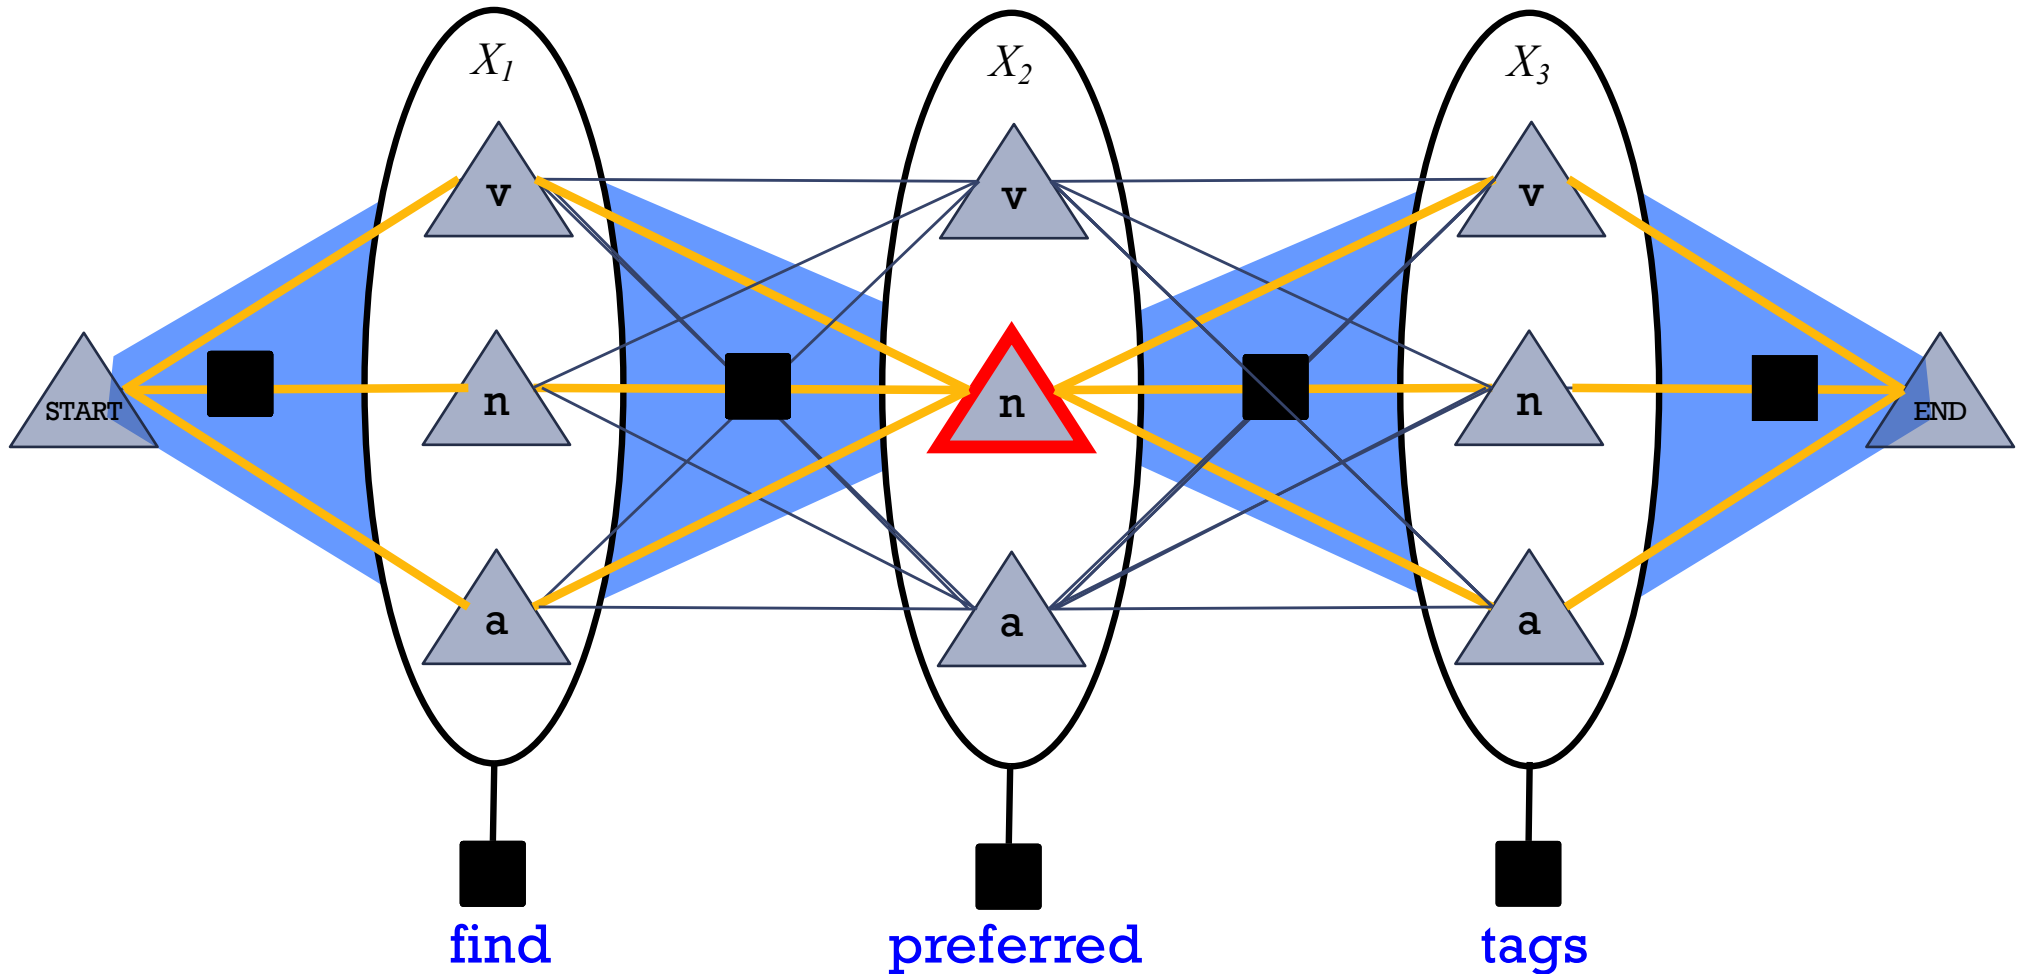 X1 X2 X3
v v v
START n n n END
a a a
find preferred tags